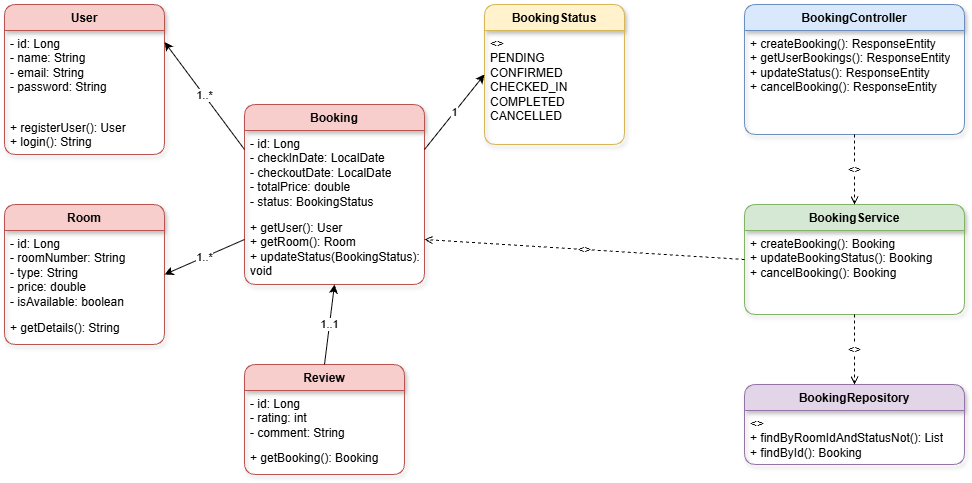 User
- id: Long
- name: String
- email: String
- password: String
+ registerUser(): User
+ login(): String
BookingStatus
<>
PENDING
CONFIRMED
CHECKED_IN
COMPLETED
CANCELLED
BookingController
+ createBooking(): ResponseEntity
+ getUserBookings(): ResponseEntity
+ updateStatus(): ResponseEntity
+ cancelBooking(): ResponseEntity
1..*
1
Booking
- id: Long
- checkInDate: LocalDate
- checkoutDate: LocalDate
- totalPrice: double
- status: BookingStatus
+ getUser(): User
+ getRoom(): Room
+ updateStatus(BookingStatus):
void
<>
Room
- id: Long
- roomNumber: String
- type: String
- price: double
- isAvailable: boolean
+ getDetails(): String
1..*
<>
BookingService
+ createBooking(): Booking
+ updateBookingStatus(): Booking
+ cancelBooking(): Booking
1..1
<>
Review
- id: Long
- rating: int
- comment: String
+ getBooking(): Booking
BookingRepository
<>
+ findByRoomIdAndStatusNot(): List
+ findById(): Booking